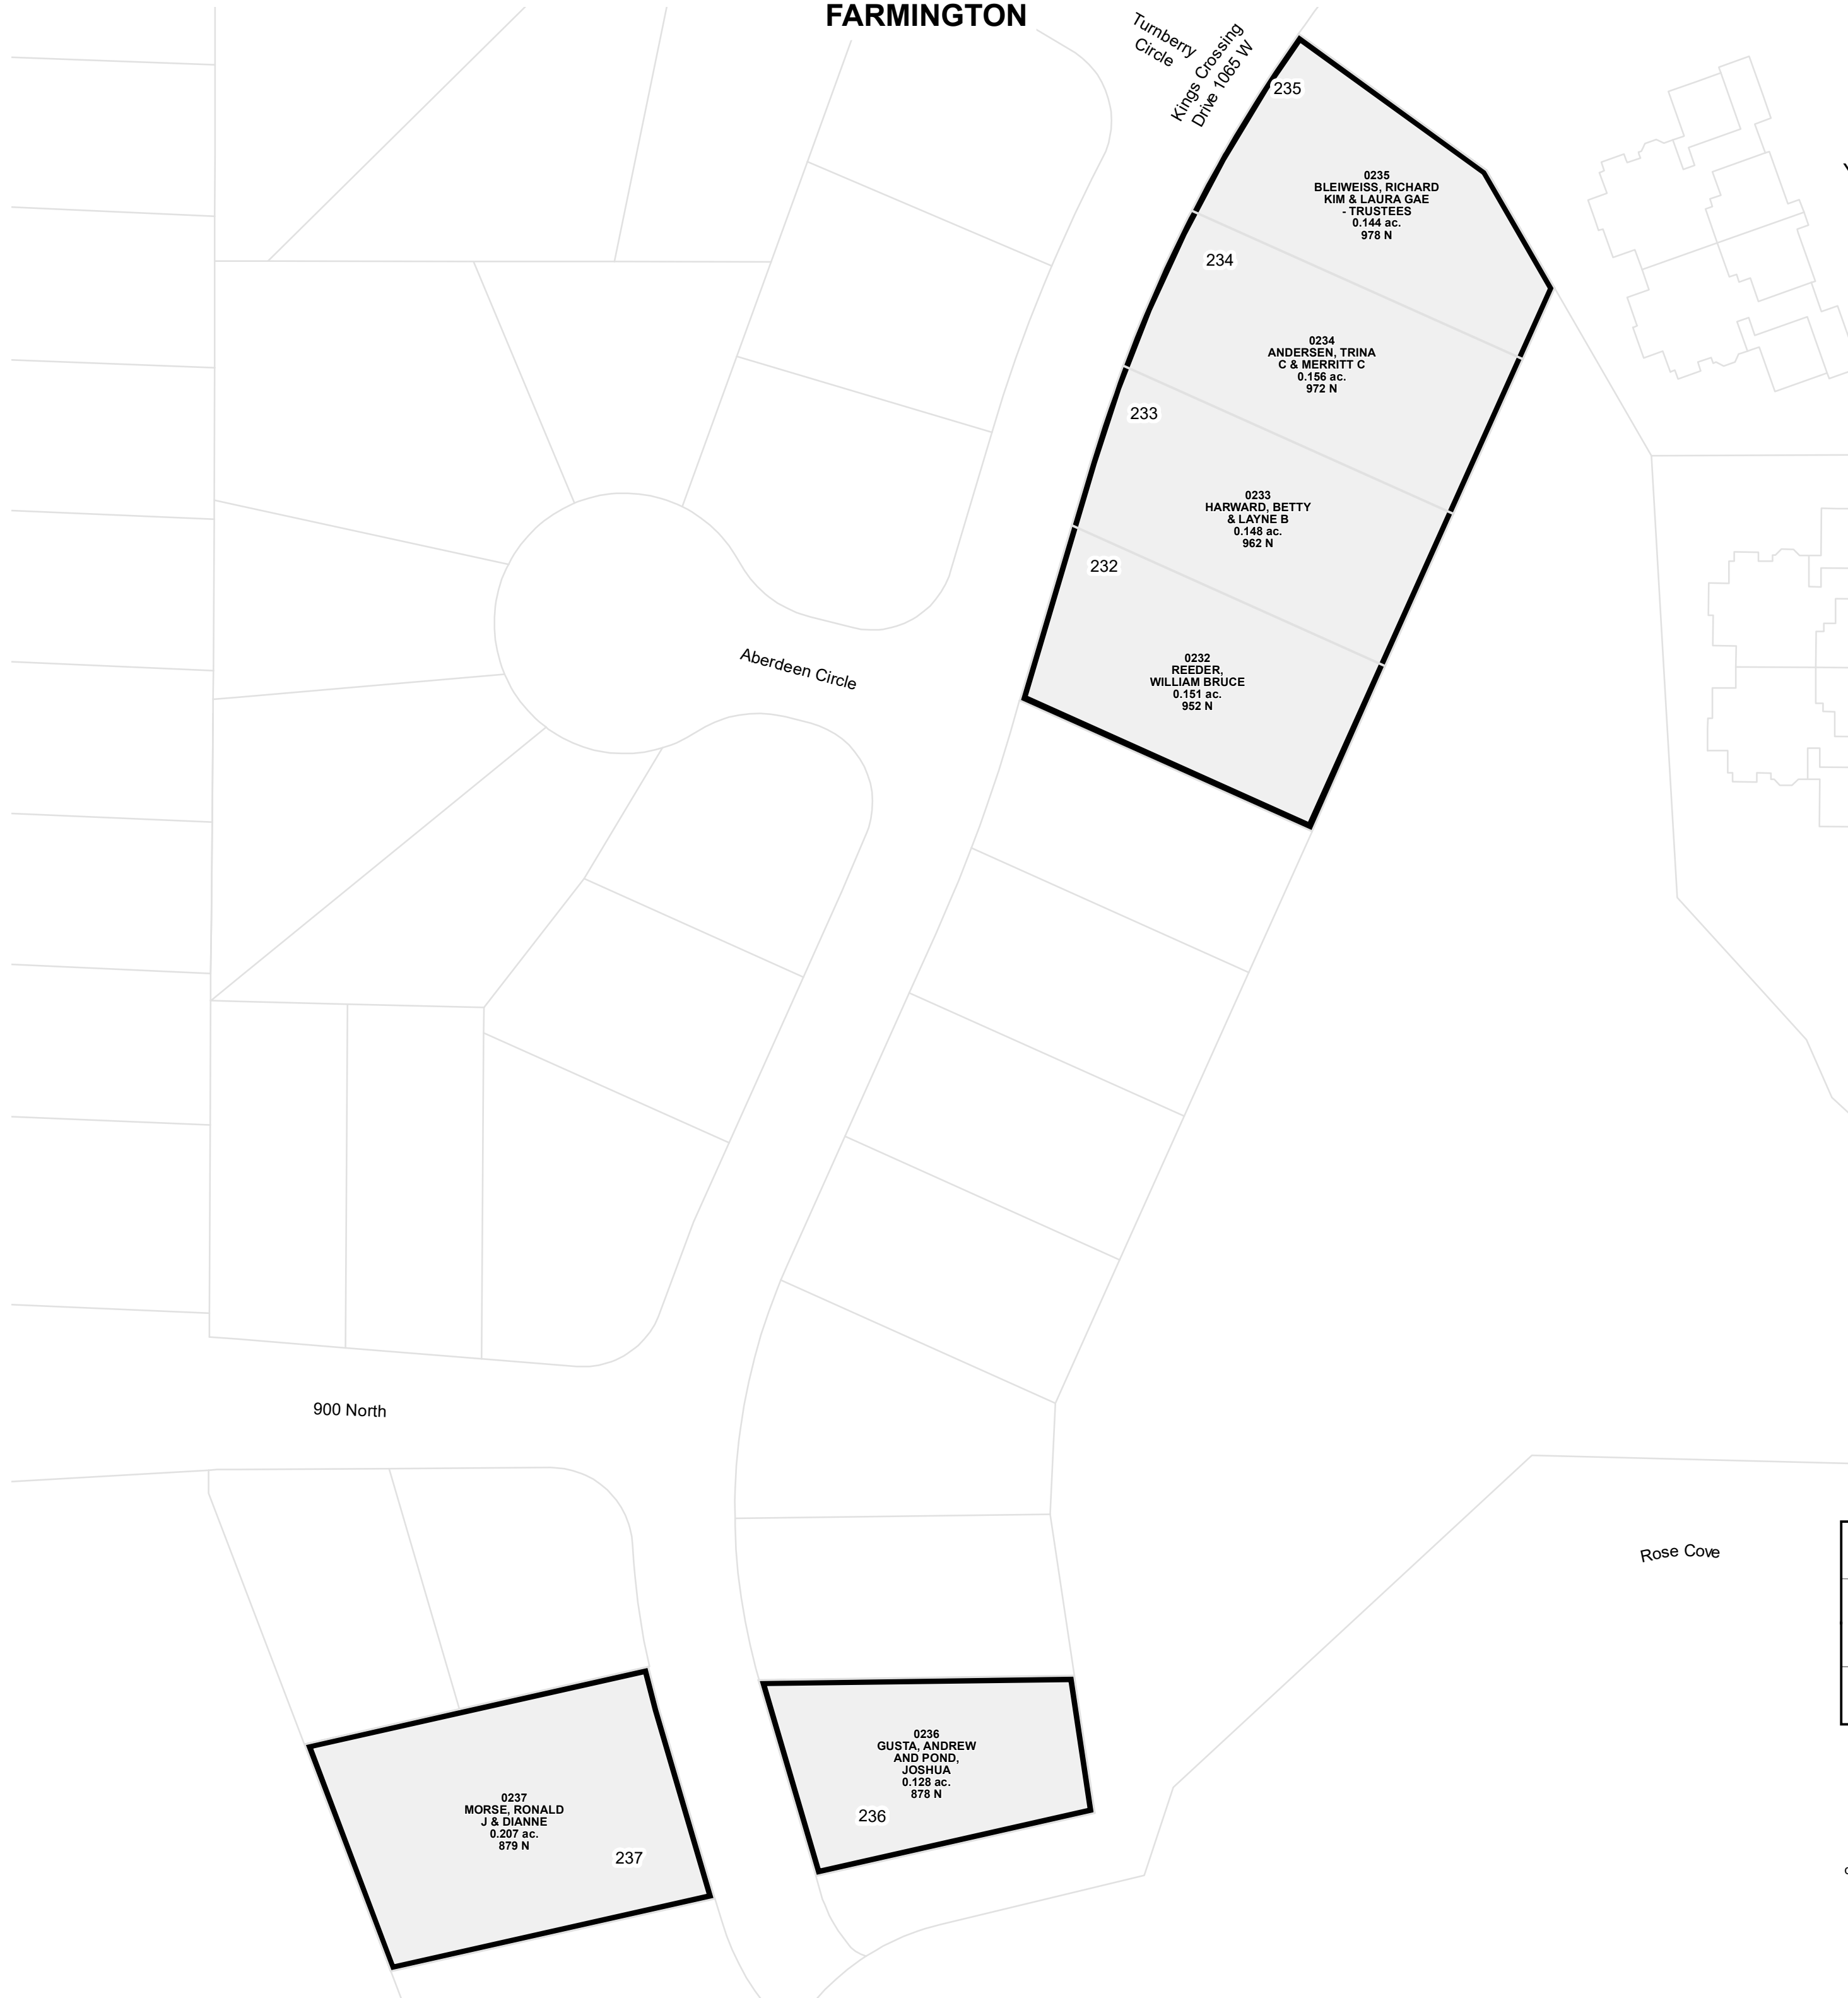 FARMINGTON
Turnberry
Circle
Kings Crossing
Drive 1065 W
235
0235
BLEIWEISS, RICHARD
KIM & LAURA GAE
- TRUSTEES
0.144 ac.
978 N
234
0234
ANDERSEN, TRINA
C & MERRITT C
0.156 ac.
972 N
233
0233
HARWARD, BETTY
& LAYNE B
0.148 ac.
962 N
232
0232
REEDER,
WILLIAM BRUCE
0.151 ac.
952 N
Aberdeen Circle
900 North
Rose Cove
0236
GUSTA, ANDREW
AND POND,
JOSHUA
0.128 ac.
878 N
236
0237
MORSE, RONALD
J & DIANNE
0.207 ac.
879 N
237